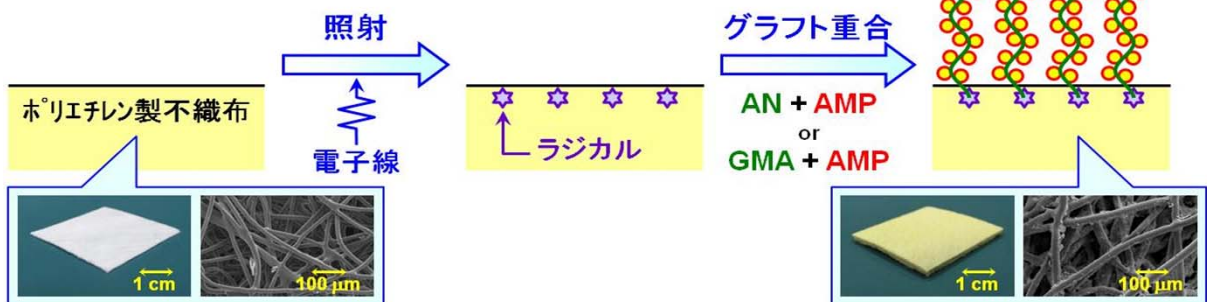 照射
グラフト重合
ポリエチレン製不織布
電子線
ラジカル
AN + AMP
or
GMA + AMP
1 cm
100 μm
1 cm
100 μm